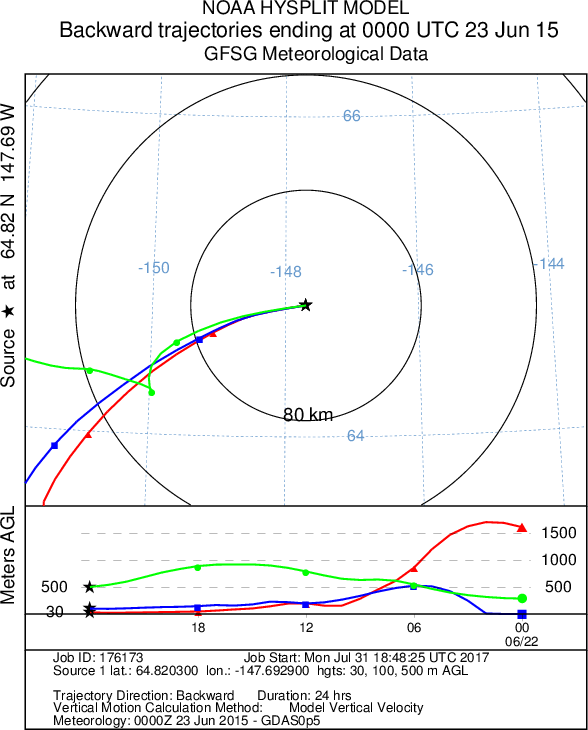 NOAA HYSPLIT MODEL
Backward trajectories ending at 0000 UTC 23 Jun 15
GFSG Meteorological Data
Source ★ at 64.82 N 147.69 W
66
-150
-148
-146
-144
80 km
64
Meters AGL
1500
1000
500
500
30
18
12
06
00
06/22
Job ID: 176173 Job Start: Mon Jul 31 18:48:25 UTC 2017
Source 1 lat.: 64.820300 lon.: -147.692900 hgts: 30, 100, 500 m AGL
Trajectory Direction: Backward Duration: 24 hrs
Vertical Motion Calculation Method: Model Vertical Velocity
Meteorology: 0000Z 23 Jun 2015 - GDAS0p5